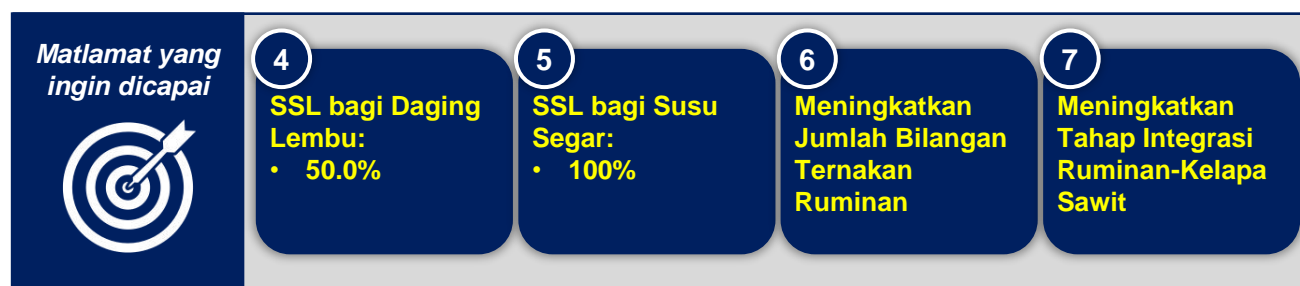 Matlamat yang
ingin dicapai
4
SSL bagi Daging
Lembu:
• 50.0%
5
SSL bagi Susu
Segar:
• 100%
6
Meningkatkan
Jumlah Bilangan
Ternakan
Ruminan
7
Meningkatkan
Tahap Integrasi
Ruminan-Kelapa
Sawit